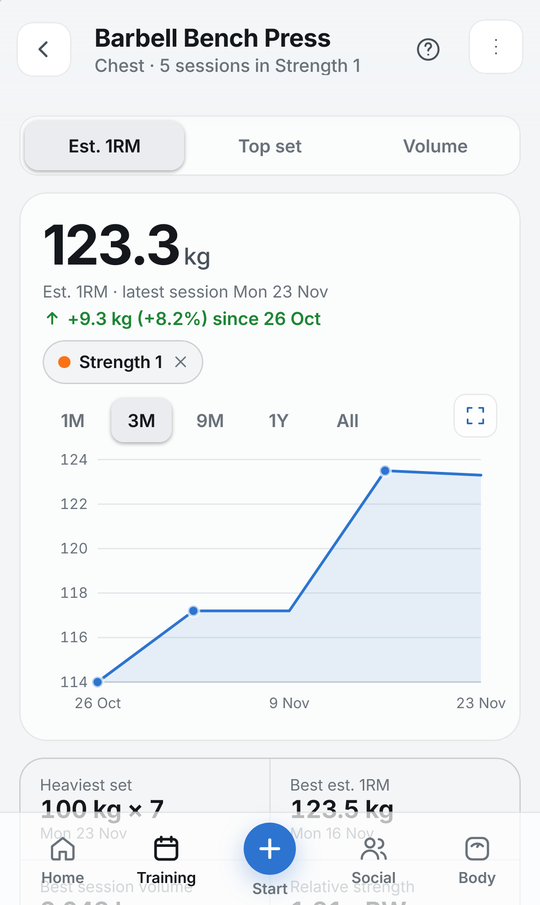 Barbell Bench Press
Chest · 5 sessions in Strength 1
Est. 1RM
Top set
Volume
123.3 kg
Est. 1RM · latest session Mon 23 Nov
↑ +9.3 kg (+8.2%) since 26 Oct
Strength 1 ×
1M 3M 9M 1Y All
124
122
120
118
116
114
26 Oct 9 Nov 23 Nov
Heaviest set
100 kg × 7
Mon 23 Nov
Best est. 1RM
123.5 kg
Mon 16 Nov
Best session volume
Relative strength
Home
Training
Start
Social
Body